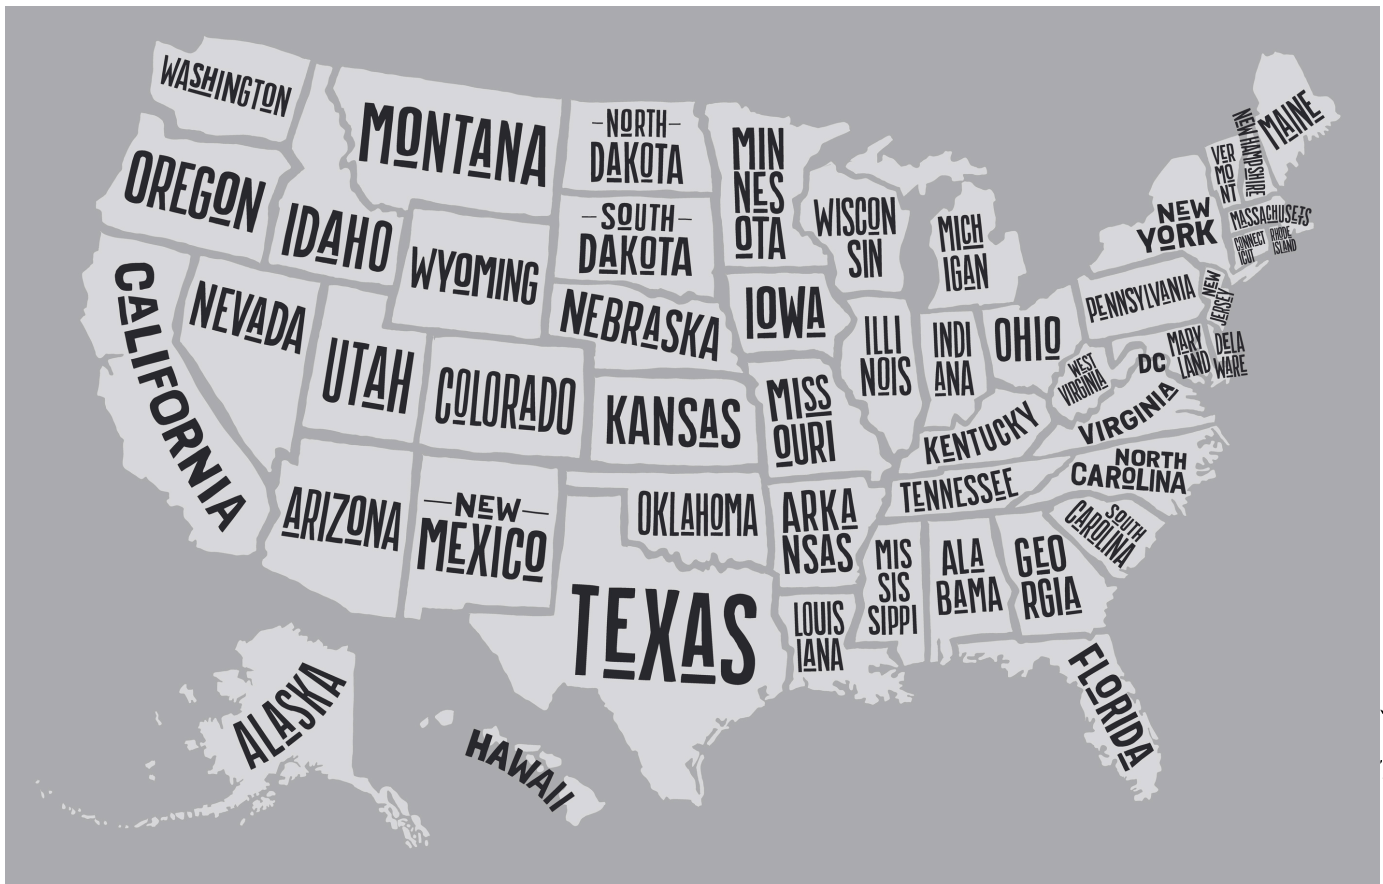 WASHINGTON
OREGON
CALIFORNIA
IDAHO
NEVADA
MONTANA
WYOMING
UTAH
COLORADO
ARIZONA
NEW
MEXICO
NORTH
DAKOTA
SOUTH
DAKOTA
NEBRASKA
KANSAS
OKLAHOMA
TEXAS
MIN
NES
OTA
IOWA
MISS
OURI
ARKA
NSAS
LOUIS
IANA
WISCON
SIN
ILLI
NOIS
MICH
IGAN
INDI
ANA
OHIO
KENTUCKY
TENNESSEE
MIS
SIS
SIPPI
ALA
BAMA
GEO
RGIA
FLORIDA
SOUTH
CAROLINA
NORTH
CAROLINA
VIRGINIA
WEST
VIRGINIA
DC
MARY
LAND
DELA
WARE
PENNSYLVANIA
NEW
JERSEY
NEW
YORK
CONNECT
ICUT
RHODE
ISLAND
MASSACHUSETS
VER
MO
NT
NEW HAMPSHIRE
MAINE
ALASKA
HAWAII